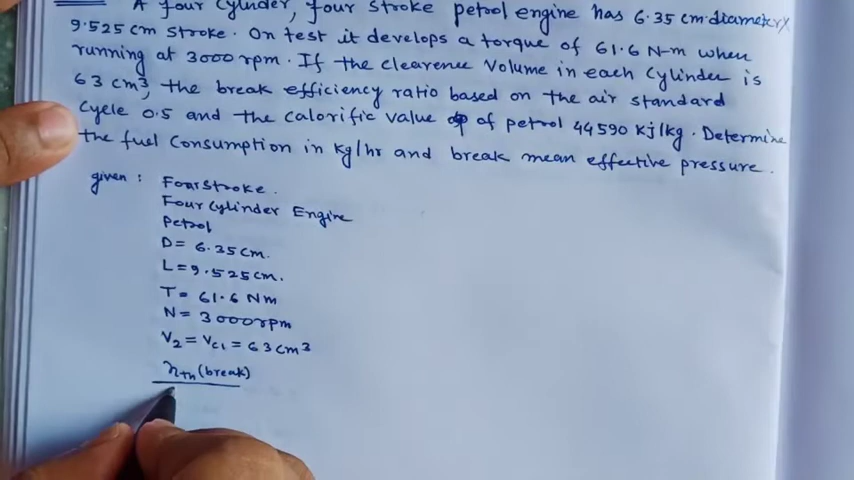 A four cylinder, four stroke petrol engine has 6.35 cm diameter x
9.525 cm stroke. On test it develops a torque of 61.6 N-m when
running at 3000 rpm. If the clearence volume in each cylinder is
63 cm3, the break efficiency ratio based on the air standard
cycle 0.5 and the calorific value of petrol 44590 kj/kg. Determine
the fuel consumption in kg/hr and break mean effective pressure.
given : Four stroke.
Four cylinder Engine
Petrol
D = 6.35 cm.
L = 9.525 cm.
T = 61.6 Nm
N = 3000 rpm
V2 = Vc1 = 63 cm3
ηth (break)